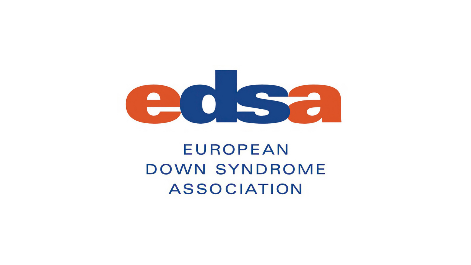 edsa
EUROPEAN
DOWN SYNDROME
ASSOCIATION